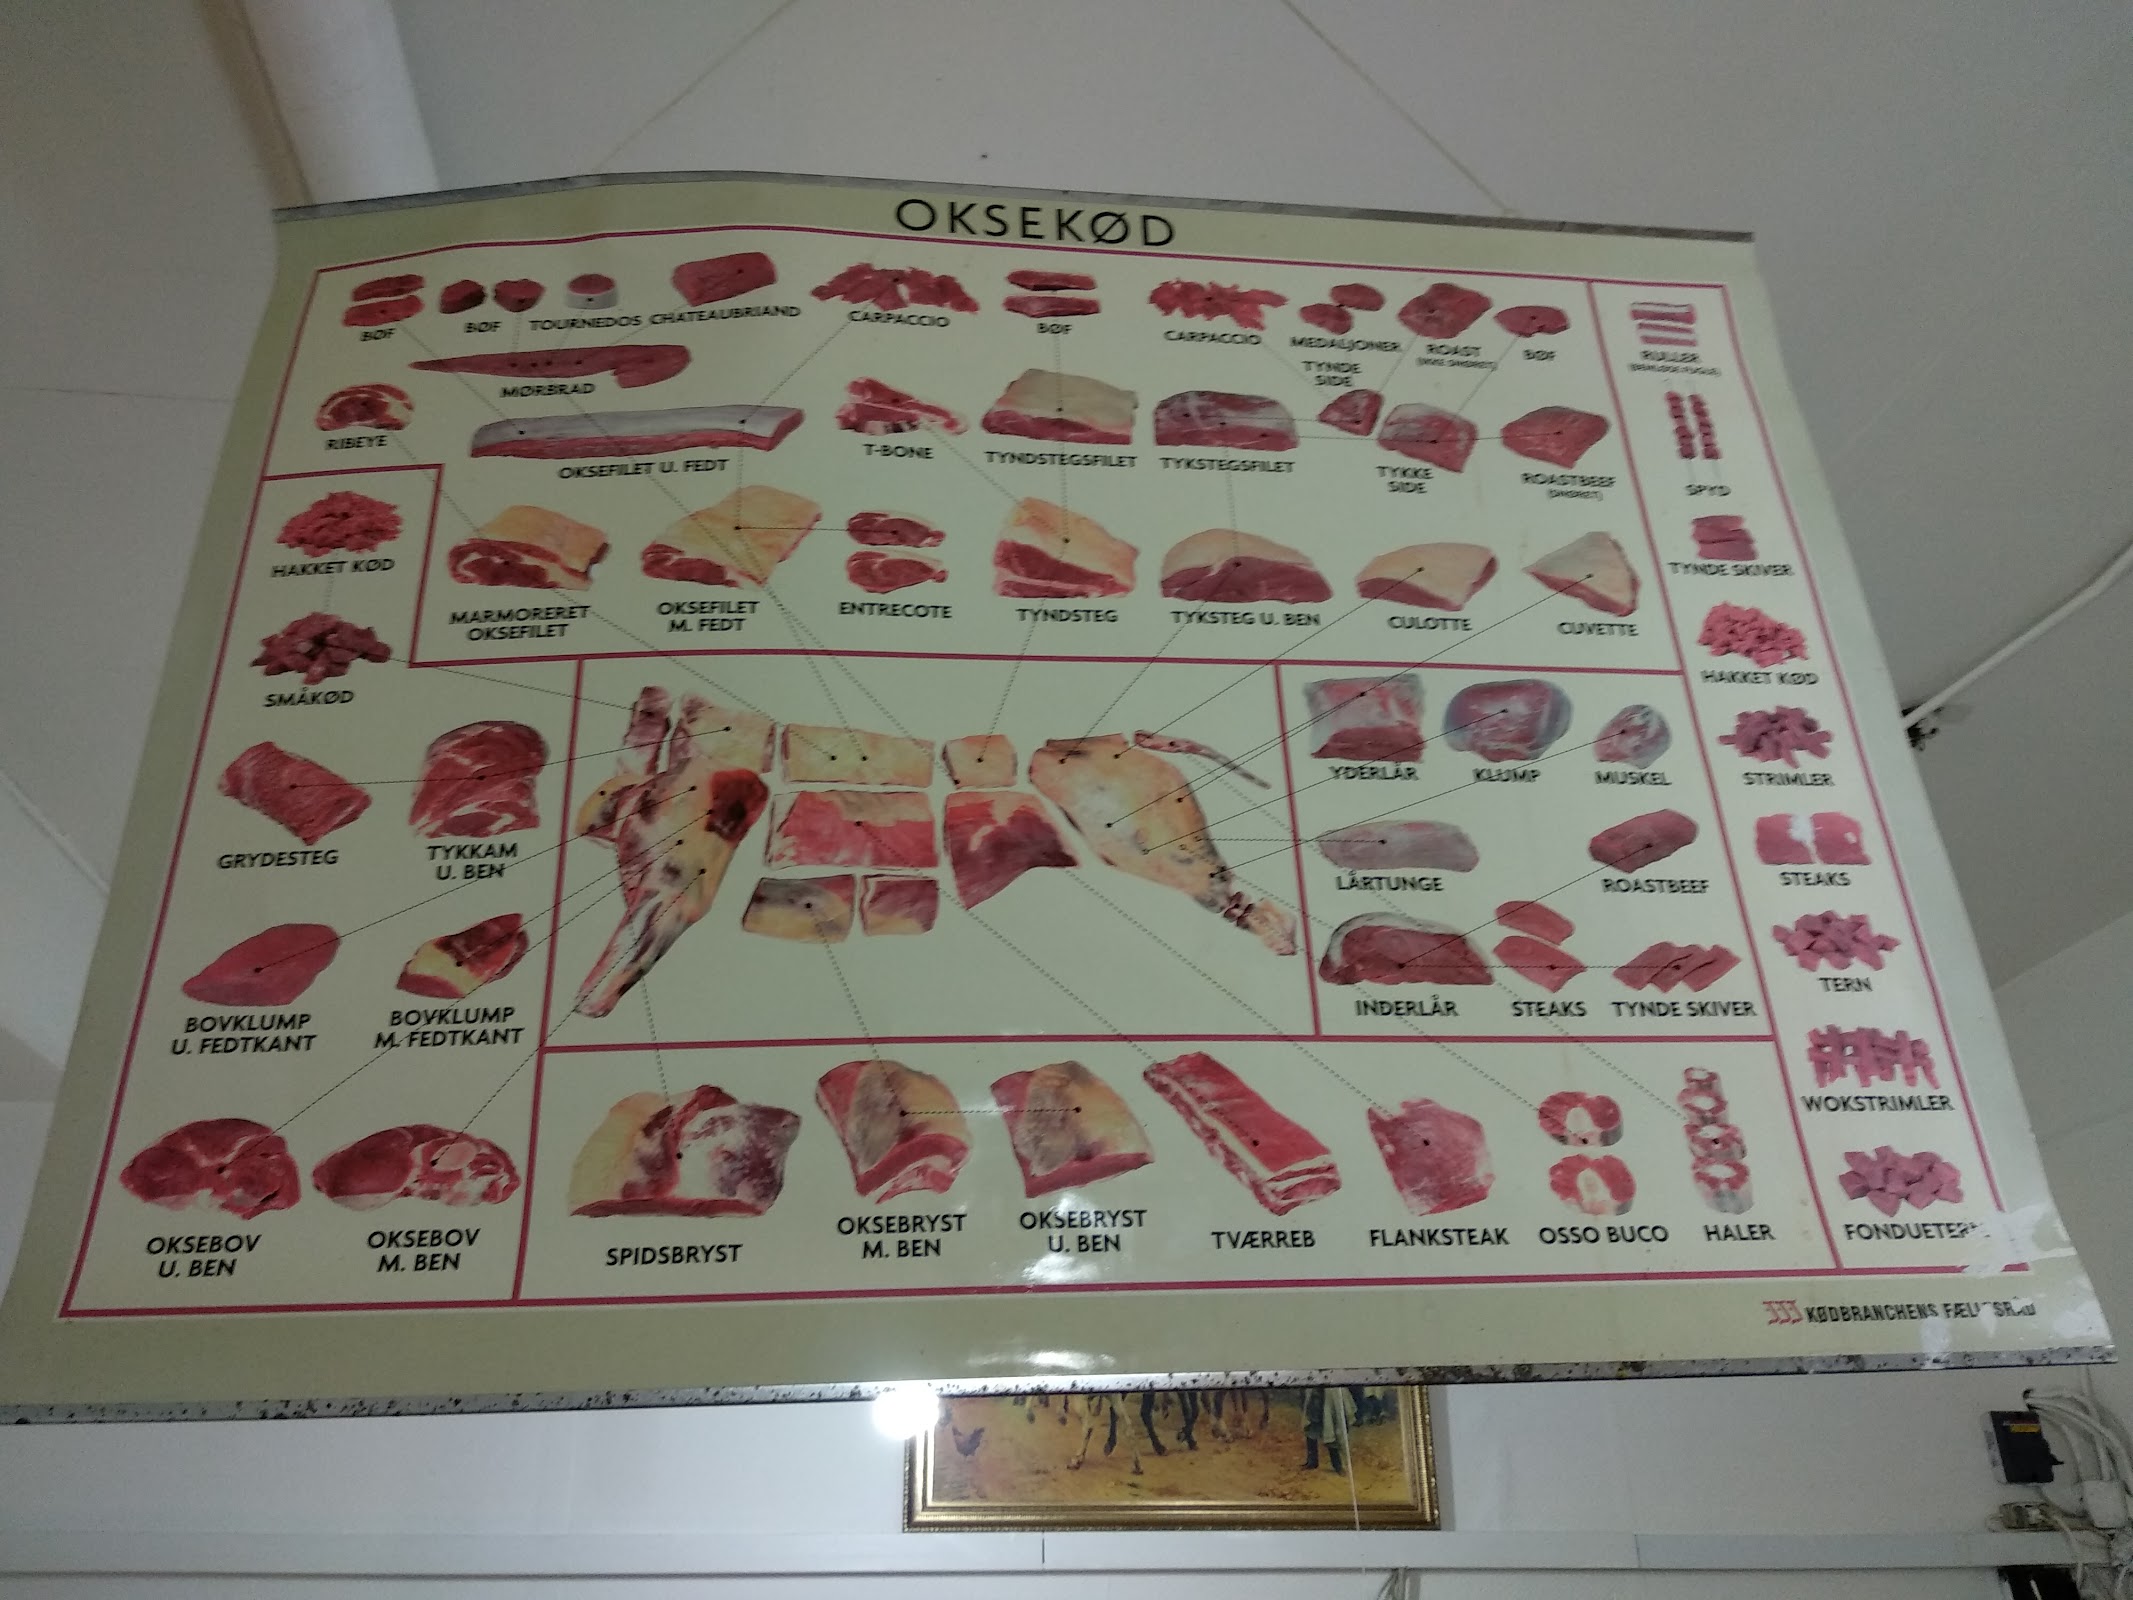 OKSEKØD
BØF
BØF
TOURNEDOS
CHATEAUBRIAND
CARPACCIO
BØF
CARPACCIO
MEDALJONER
ROAST
BØF
MØRBRAD
TYNDE
SIDE
RIBEYE
OKSEFILET U. FEDT
T-BONE
TYNDSTEGSFILET
TYKSTEGSFILET
TYKKE
SIDE
ROASTBEEF
(SNØRET)
MARMORERET
OKSEFILET
OKSEFILET
M. FEDT
ENTRECOTE
TYNDSTEG
TYKSTEG U. BEN
CULOTTE
CUVETTE
HAKKET KØD
SMÅKØD
GRYDESTEG
TYKKAM
U. BEN
BOVKLUMP
U. FEDTKANT
BOVKLUMP
M. FEDTKANT
OKSEBOV
U. BEN
OKSEBOV
M. BEN
YDERLÅR
KLUMP
MUSKEL
LÅRTUNGE
ROASTBEEF
INDERLÅR
STEAKS
TYNDE SKIVER
SPIDSBRYST
OKSEBRYST
M. BEN
OKSEBRYST
U. BEN
TVÆRREB
FLANKSTEAK
OSSO BUCO
HALER
RULLER
SPYD
TYNDE SKIVER
HAKKET KØD
STRIMLER
STEAKS
TERN
WOKSTRIMLER
FONDUETERN
KØDBRANCHENS FÆLLESRÅD